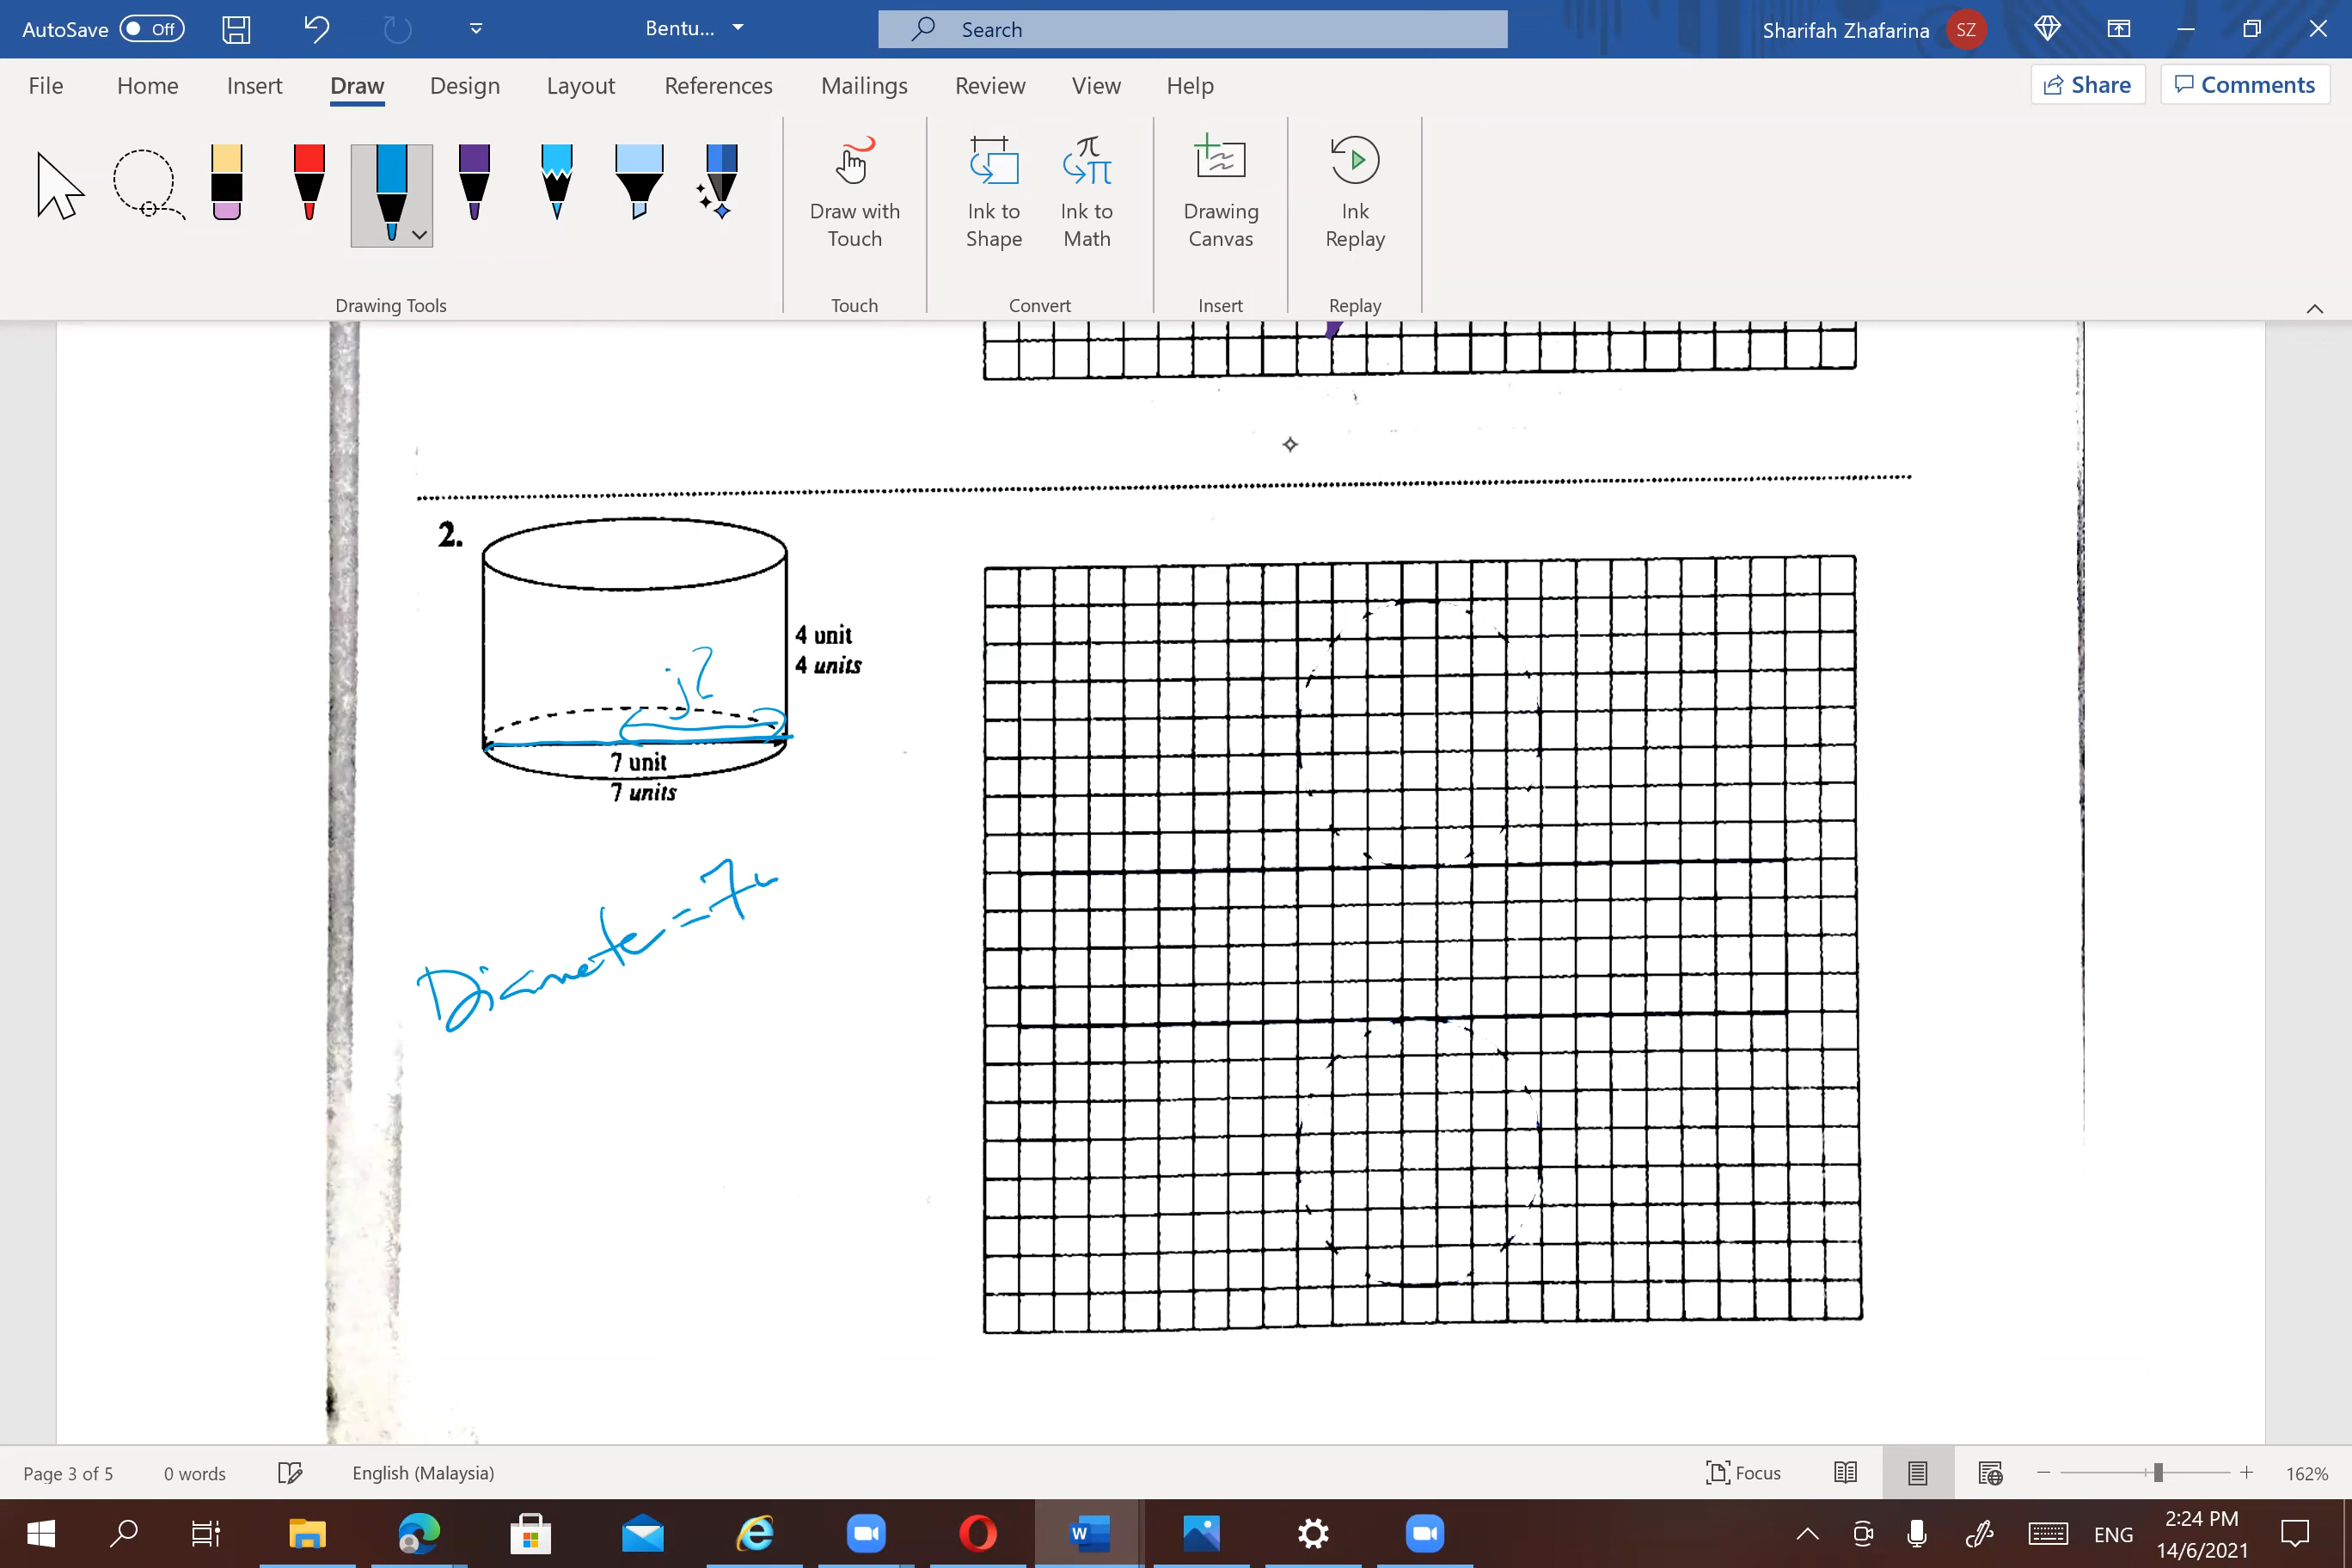 AutoSave Off Bentu... Search Sharifah Zhafarina SZ
File Home Insert Draw Design Layout References Mailings Review View Help Share Comments
Draw with Touch
Ink to Shape
Ink to Math
Drawing Canvas
Ink Replay
Drawing Tools Touch Convert Insert Replay
2.
4 unit
4 units
j?
7 unit
7 units
Diameter = 7u
Page 3 of 5 0 words English (Malaysia) Focus 162%
ENG 2:24 PM
14/6/2021